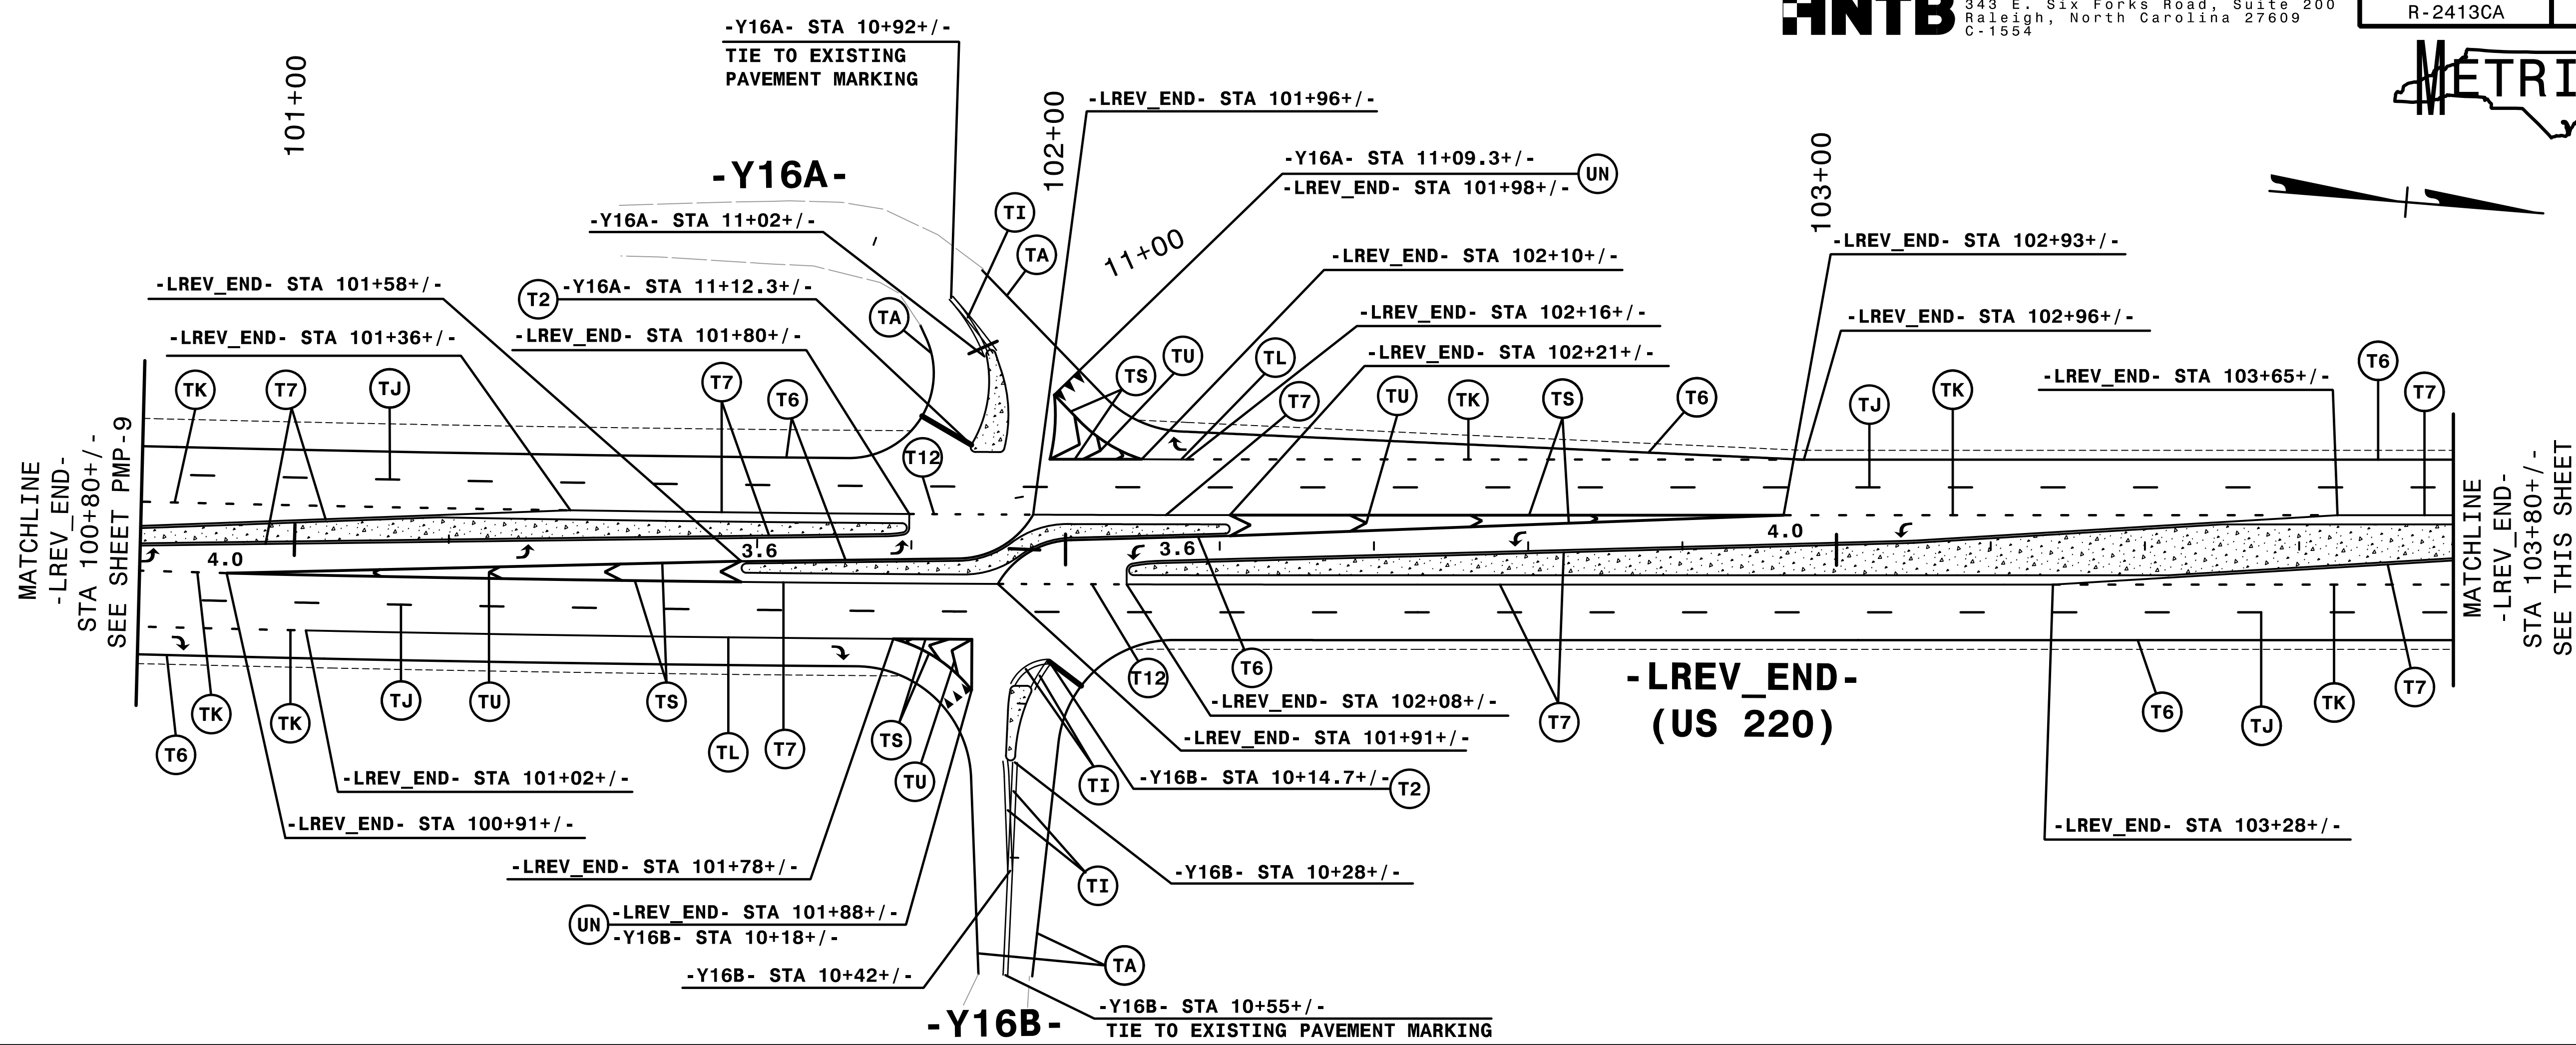 -Y16A- STA 10+92+/-
TIE TO EXISTING
PAVEMENT MARKING
HNTB
343 E. Six Forks Road, Suite 200
Raleigh, North Carolina 27609
C-1554
R-2413CA
METRI
101+00
102+00
103+00
-LREV_END- STA 101+96+/-
-Y16A-
-Y16A- STA 11+09.3+/-
UN
-LREV_END- STA 101+98+/-
-Y16A- STA 11+02+/-
TI
TA
11+00
-LREV_END- STA 102+10+/-
-LREV_END- STA 102+93+/-
-LREV_END- STA 101+58+/-
T2
-Y16A- STA 11+12.3+/-
TA
-LREV_END- STA 102+16+/-
-LREV_END- STA 102+96+/-
-LREV_END- STA 101+36+/-
-LREV_END- STA 101+80+/-
-LREV_END- STA 102+21+/-
TS
TU
TL
T6
-LREV_END- STA 103+65+/-
TK
T7
TJ
T7
T6
T7
TU
TK
TS
T6
TJ
TK
T7
T12
MATCHLINE
-LREV_END-
STA 100+80+/-
SEE SHEET PMP-9
MATCHLINE
-LREV_END-
STA 103+80+/-
SEE THIS SHEET
4.0
3.6
3.6
4.0
T12
T6
-LREV_END-
(US 220)
T6
TK
TK
TJ
TU
TS
TL
T7
TS
TU
-LREV_END- STA 102+08+/-
T7
T6
TJ
TK
T7
-LREV_END- STA 101+91+/-
-LREV_END- STA 101+02+/-
TI
-Y16B- STA 10+14.7+/-
T2
-LREV_END- STA 100+91+/-
-LREV_END- STA 103+28+/-
-LREV_END- STA 101+78+/-
-Y16B- STA 10+28+/-
TI
UN
-LREV_END- STA 101+88+/-
-Y16B- STA 10+18+/-
-Y16B- STA 10+42+/-
TA
-Y16B- STA 10+55+/-
TIE TO EXISTING PAVEMENT MARKING
-Y16B-